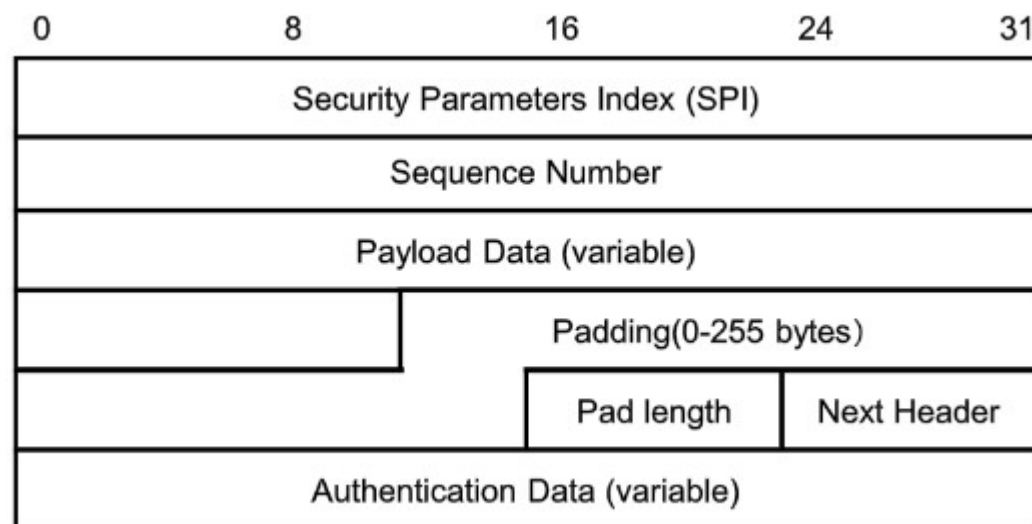 0 8 16 24 31
Security Parameters Index (SPI)
Sequence Number
Payload Data (variable)
Padding(0-255 bytes）
Pad length Next Header
Authentication Data (variable)